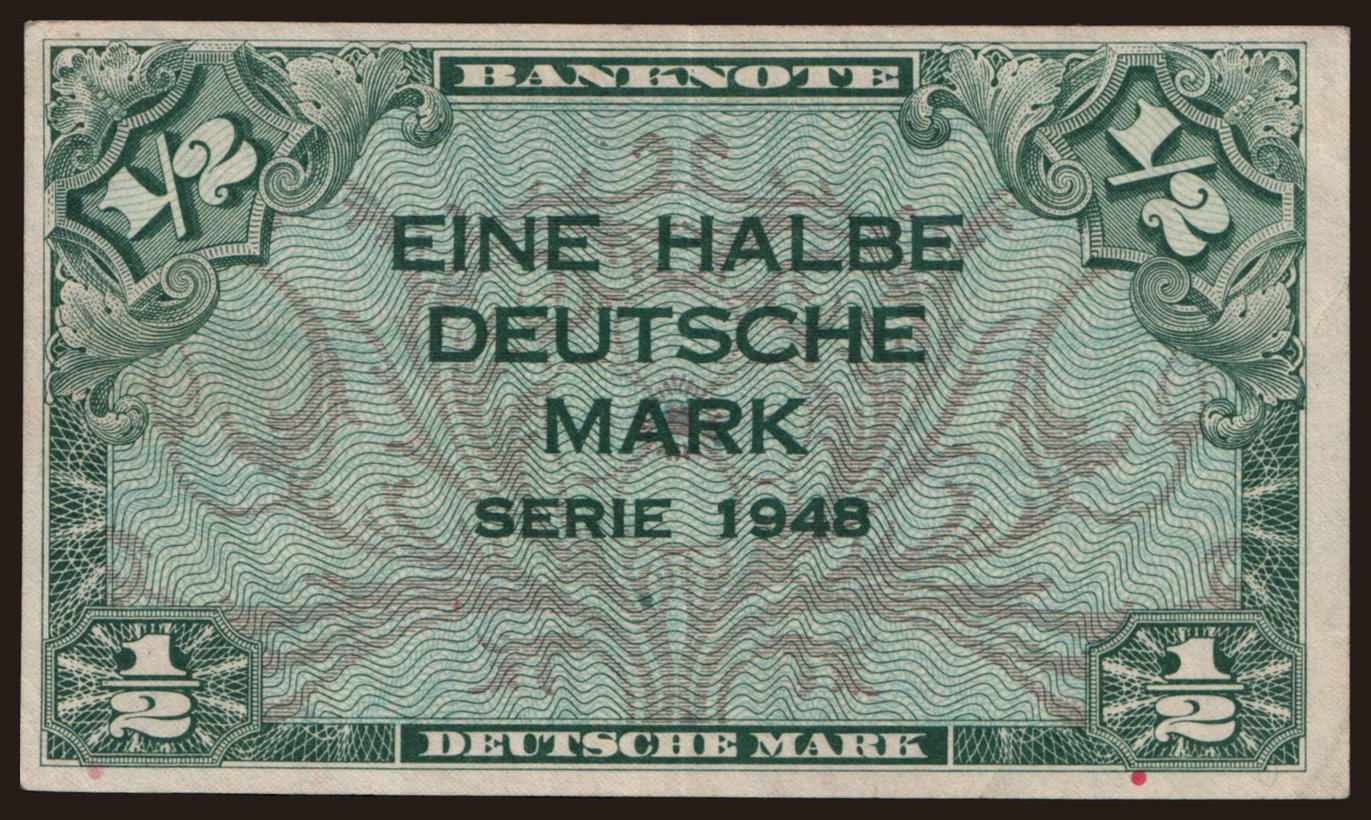 BANKNOTE
1/2
1/2
EINE HALBE
DEUTSCHE
MARK
SERIE 1948
1/2
1/2
DEUTSCHE MARK